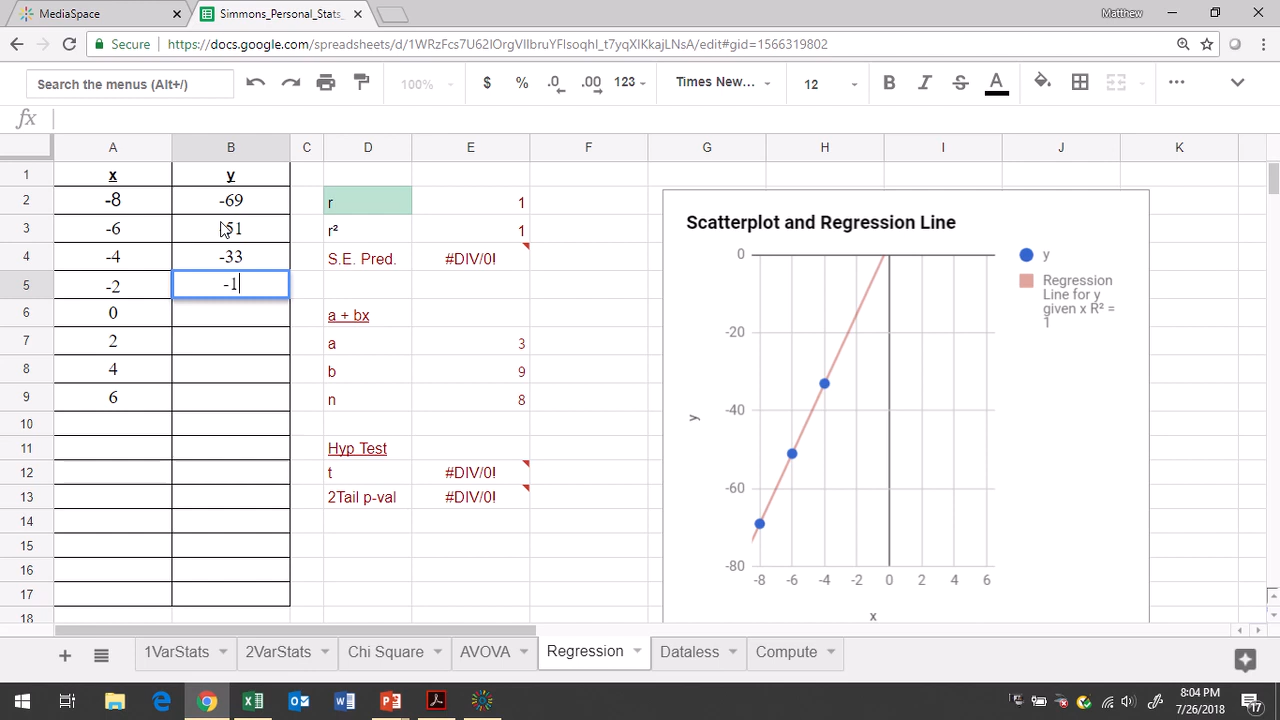 MediaSpace
Simmons_Personal_Stats_
Matthew
Secure https://docs.google.com/spreadsheets/d/
Search the menus (Alt+/)
100%
$ % .0 .00 123
Times New...
12
B I S A
fx
A B C D E F G H I J K
1 x y
2 -8 -69 r 1
3 -6 r² 1
4 -4 -33 S.E. Pred. #DIV/0!
5 -2 -1
6 0 a + bx
7 2 a 3
8 4 b 9
9 6 n 8
10
11 Hyp Test
12 t #DIV/0!
13 2Tail p-val #DIV/0!
14
15
16
17
18
Scatterplot and Regression Line
0
-20
-40
-60
-80
y
-8 -6 -4 -2 0 2 4 6
x
y
Regression
Line for y
given x R² =
1
1VarStats 2VarStats Chi Square AVOVA Regression Dataless Compute
8:04 PM
7/26/2018
17